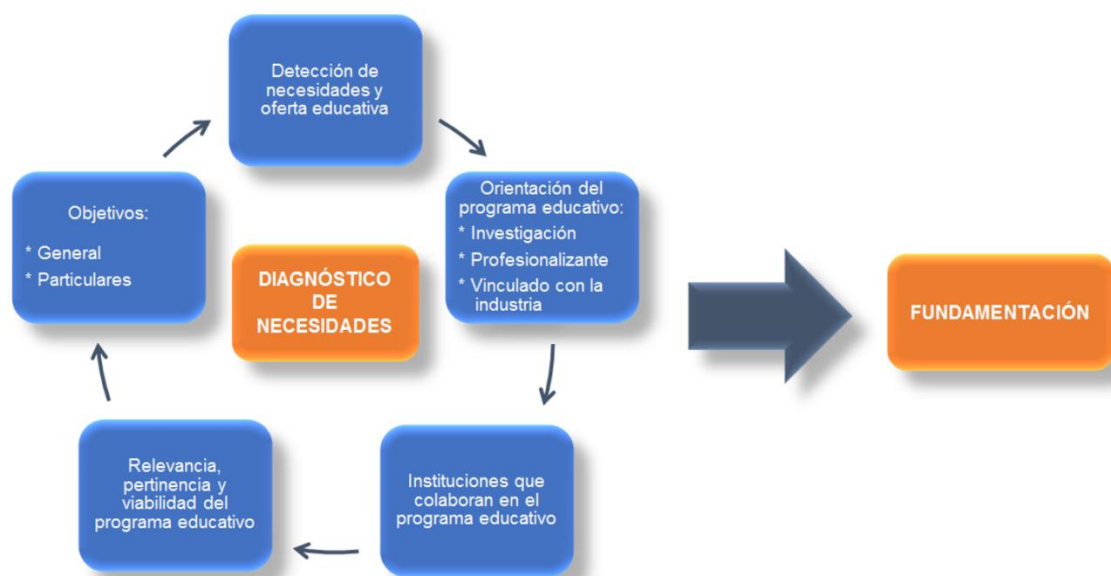 Detección de
necesidades y
oferta educativa
Orientación del
programa educativo:
* Investigación
* Profesionalizante
* Vinculado con la
industria
Objetivos:
* General
* Particulares
DIAGNÓSTICO
DE
NECESIDADES
FUNDAMENTACIÓN
Instituciones que
colaboran en el
programa educativo
Relevancia,
pertinencia y
viabilidad del
programa educativo